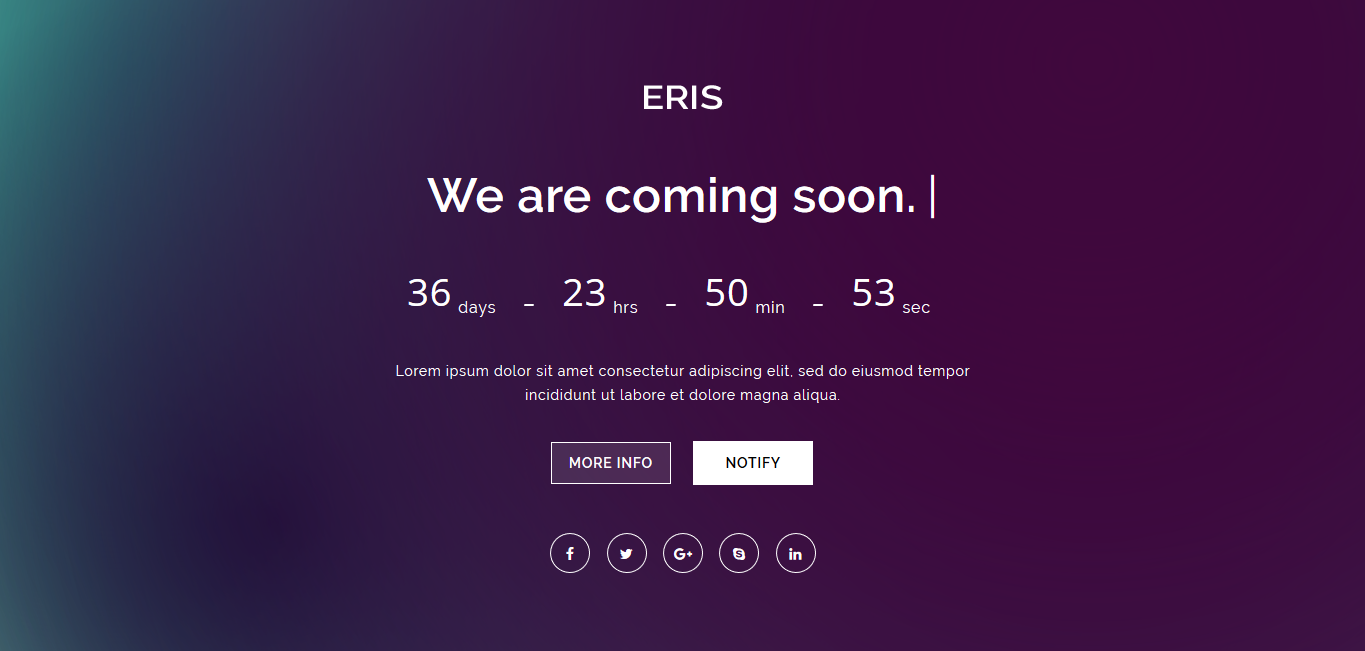 ERIS
We are coming soon. |
36 days - 23 hrs - 50 min - 53 sec
Lorem ipsum dolor sit amet consectetur adipiscing elit, sed do eiusmod tempor
incididunt ut labore et dolore magna aliqua.
MORE INFO NOTIFY